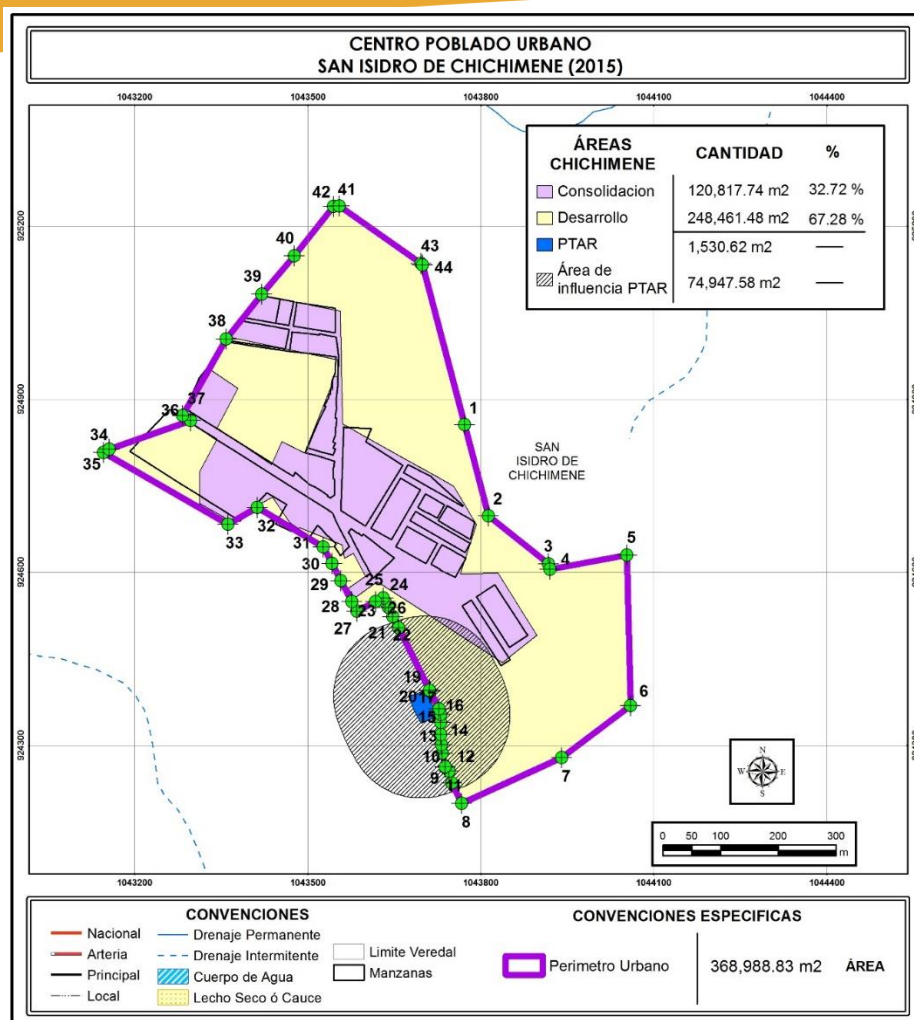 CENTRO POBLADO URBANO
SAN ISIDRO DE CHICHIMENE (2015)
1043200 1043500 1043800 1044100 1044400
ÁREAS CHICHIMENE CANTIDAD %
Consolidacion 120,817.74 m2 32.72 %
Desarrollo 248,461.48 m2 67.28 %
PTAR 1,530.62 m2 —
Área de influencia PTAR 74,947.58 m2 —
42 41
40
43
44
39
38
37
36
34
35
1
SAN
ISIDRO DE
CHICHIMENE
2
33
32
31
30
29
28
27
25 24
23 26
21
22
3
4
5
6
7
8
19
20 17
16
15
14
13
10
12
9
11
N
W E
S
0 50 100 200 300
m
1043200 1043500 1043800 1044100 1044400
CONVENCIONES
Nacional
Arteria
Principal
Local
Drenaje Permanente
Drenaje Intermitente
Cuerpo de Agua
Lecho Seco ó Cauce
Limite Veredal
Manzanas
CONVENCIONES ESPECIFICAS
Perimetro Urbano 368,988.83 m2 ÁREA